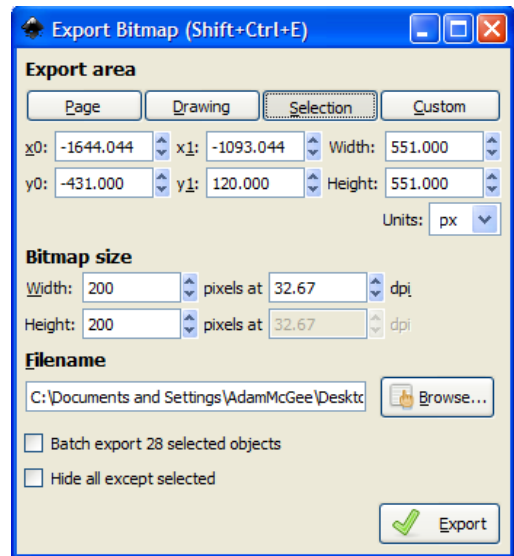 Export Bitmap (Shift+Ctrl+E)
Export area
Page Drawing Selection Custom
x0: -1644.044 x1: -1093.044 Width: 551.000
y0: -431.000 y1: 120.000 Height: 551.000
Units: px
Bitmap size
Width: 200 pixels at 32.67 dpi
Height: 200 pixels at 32.67 dpi
Filename
C:\Documents and Settings\AdamMcGee\Deskto Browse...
Batch export 28 selected objects
Hide all except selected
Export